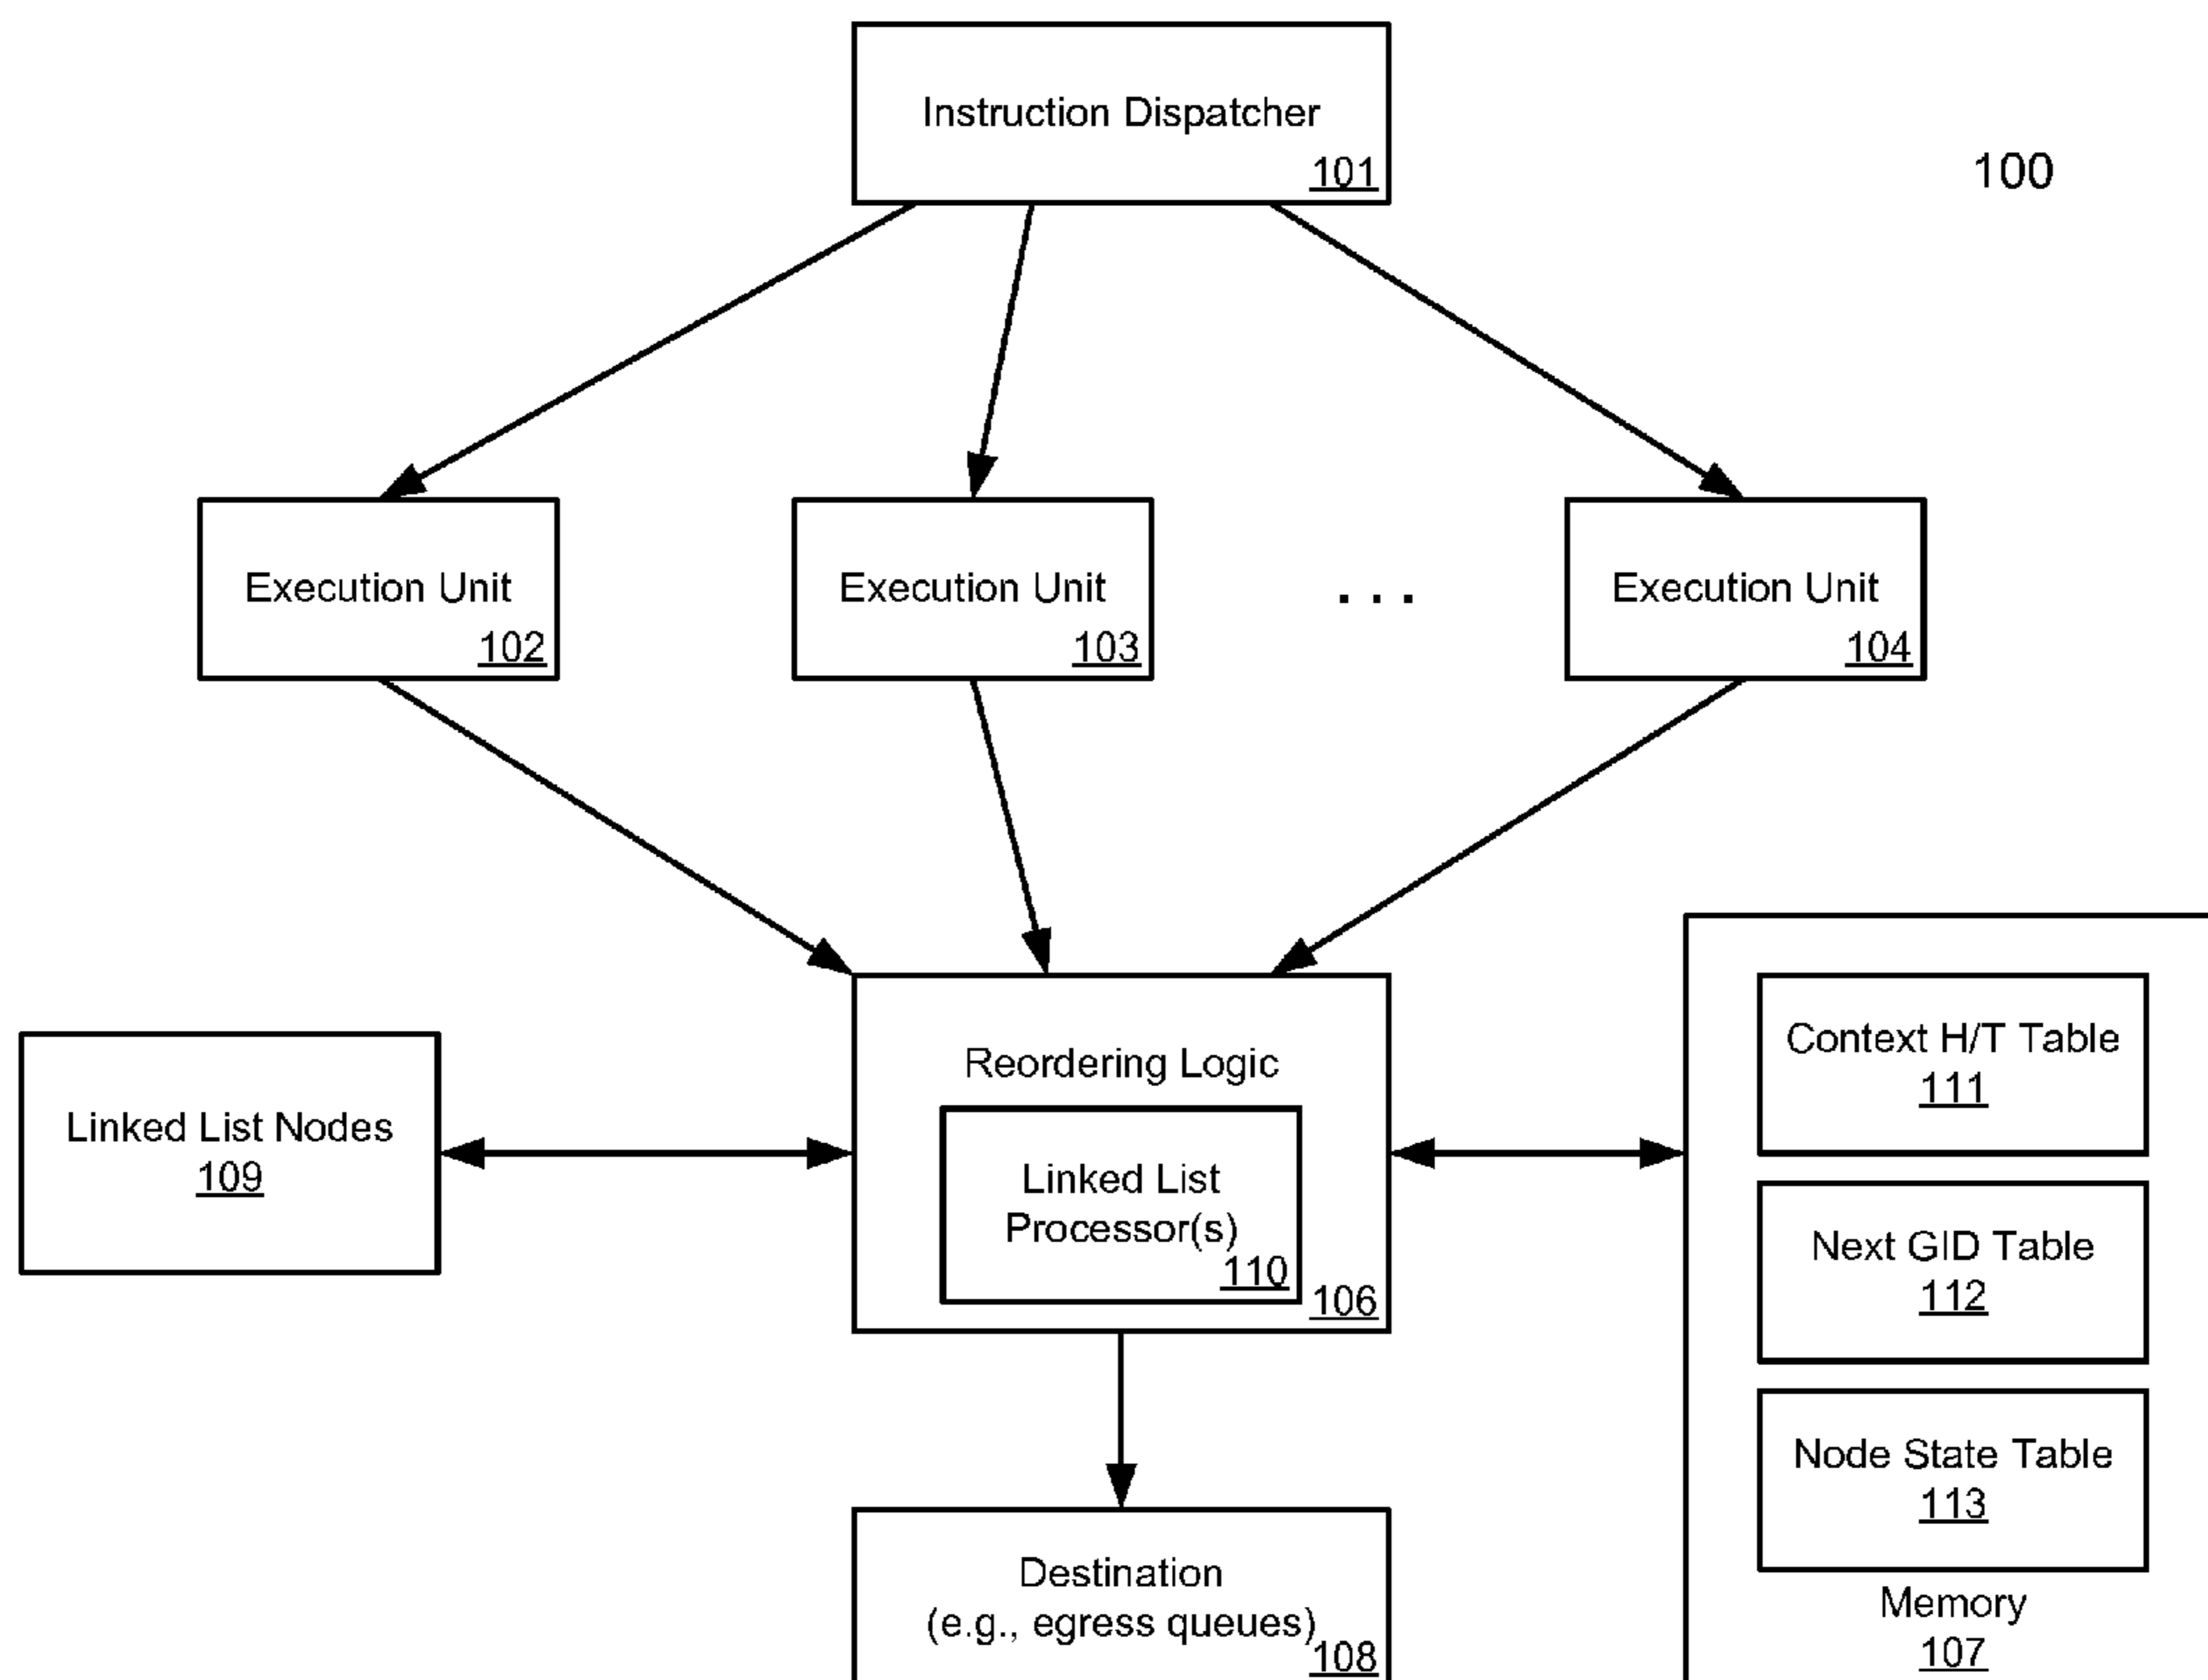 Instruction Dispatcher
101
100
Execution Unit
102
Execution Unit
103
. . .
Execution Unit
104
Linked List Nodes
109
Reordering Logic
Linked List
Processor(s)
110
106
Context H/T Table
111
Next GID Table
112
Node State Table
113
Memory
107
Destination
(e.g., egress queues)
108